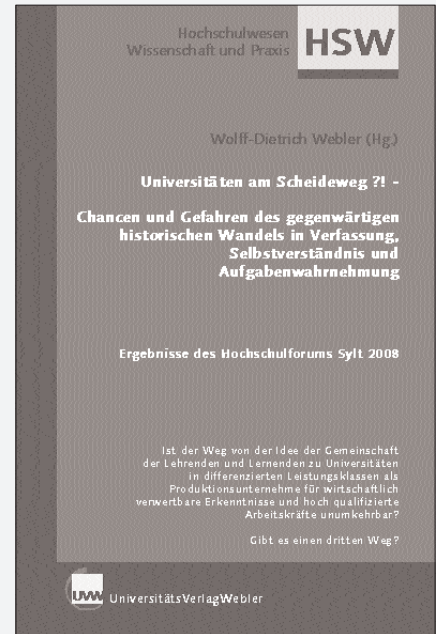 Hochschulwesen
Wissenschaft und Praxis
HSW
Wolff-Dietrich Webler (Hg.)
Universitäten am Scheideweg ?! -
Chancen und Gefahren des gegenwärtigen
historischen Wandels in Verfassung,
Selbstverständnis und
Aufgabenwahrnehmung
Ergebnisse des Hochschulforums Sylt 2008
Ist der Weg von der Idee der Gemeinschaft
der Lehrenden und Lernenden zu Universitäten
in differenzierten Leistungsklassen als
Produktionsunternehme für wirtschaftlich
verwertbare Erkenntnisse und hoch qualifizierte
Arbeitskräfte unumkehrbar?
Gibt es einen dritten Weg?
UVW UniversitätsVerlagWebler